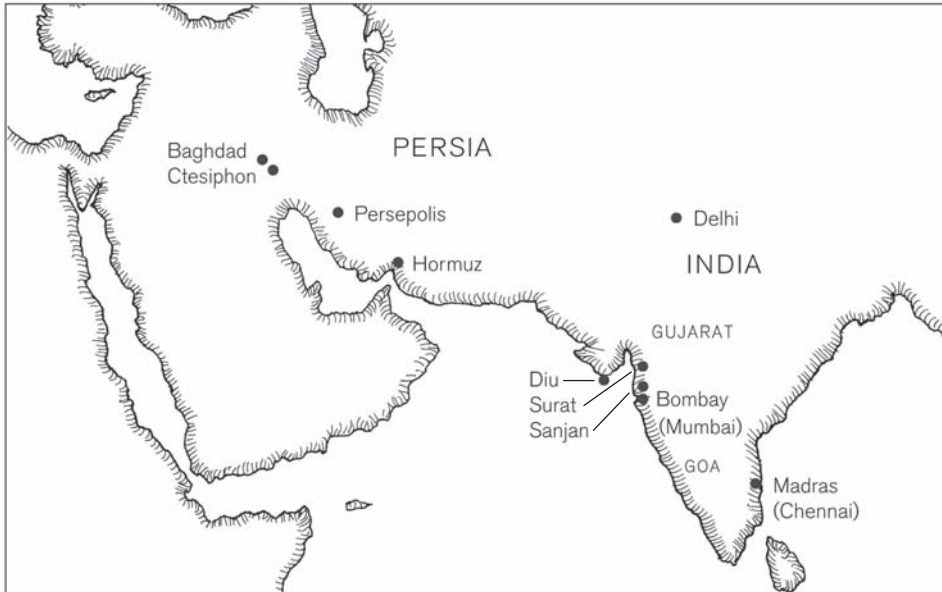 PERSIA
Baghdad
Ctesiphon
Persepolis
Delhi
Hormuz
INDIA
GUJARAT
Diu
Surat
Sanjan
Bombay
(Mumbai)
GOA
Madras
(Chennai)